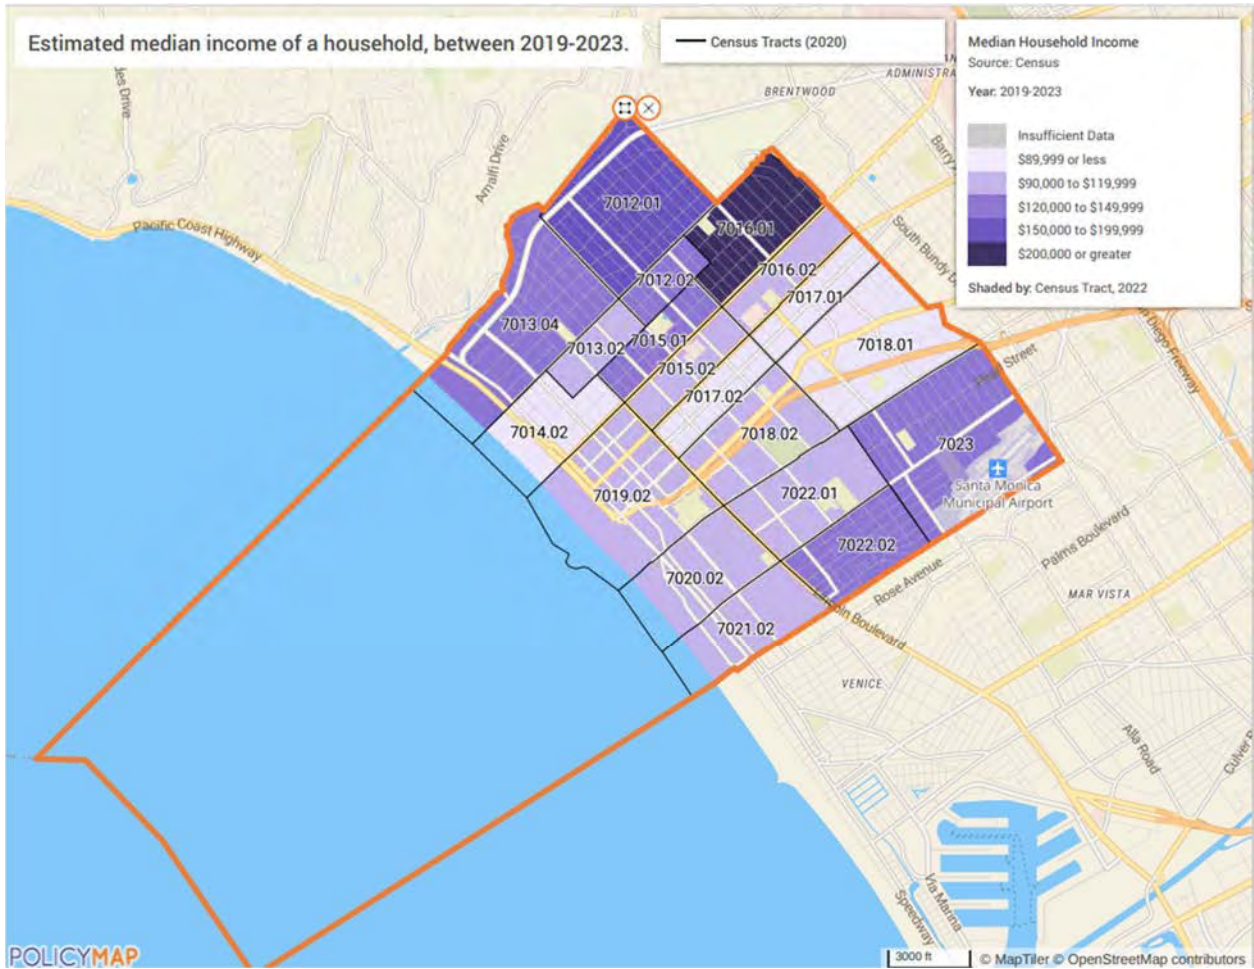 Estimated median income of a household, between 2019-2023.
Census Tracts (2020)
Median Household Income
Source: Census
Year: 2019-2023
Insufficient Data
$89,999 or less
$90,000 to $119,999
$120,000 to $149,999
$150,000 to $199,999
$200,000 or greater
Shaded by: Census Tract, 2022
des Drive
ADMINISTRA
BRENTWOOD
Barry
Amalfi Drive
Pacific Coast Highway
South Bundy D
7012.01
7016.01
7016.02
7012.02
7017.01
7013.04
7015.01
7013.02
7018.01
7015.02
Street
n Diego Freeway
7017.02
7014.02
7018.02
7023
7019.02
7022.01
Santa Monica
Municipal Airport
7022.02
Palms Boulevard
7020.02
Rose Avenue
MAR VISTA
Lincoln Boulevard
7021.02
VENICE
Alla Road
Culver B
Via Marina
Speedway
POLICYMAP
3000 ft
© MapTiler © OpenStreetMap contributors